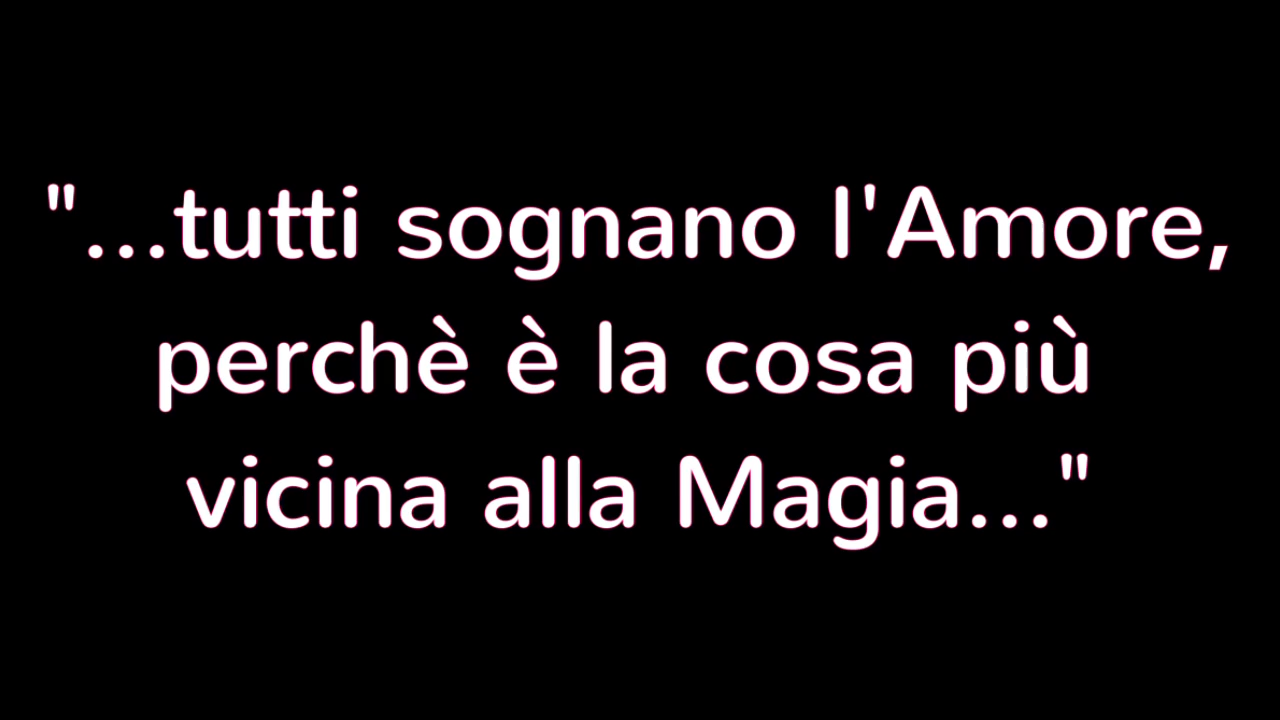 "...tutti sognano l'Amore,
perchè è la cosa più
vicina alla Magia..."